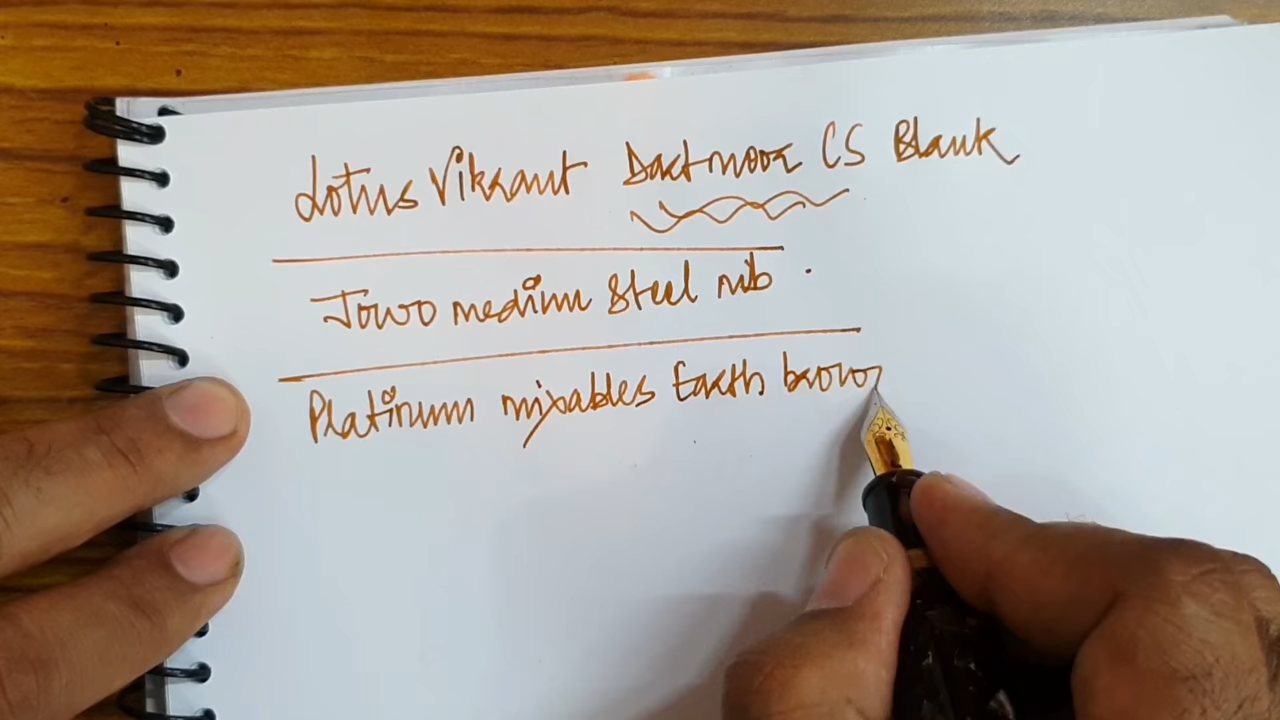 Lotus Vikrant Dartmoor CS Blank
Jowo medium steel nib .
Platinum mixables Earth brown